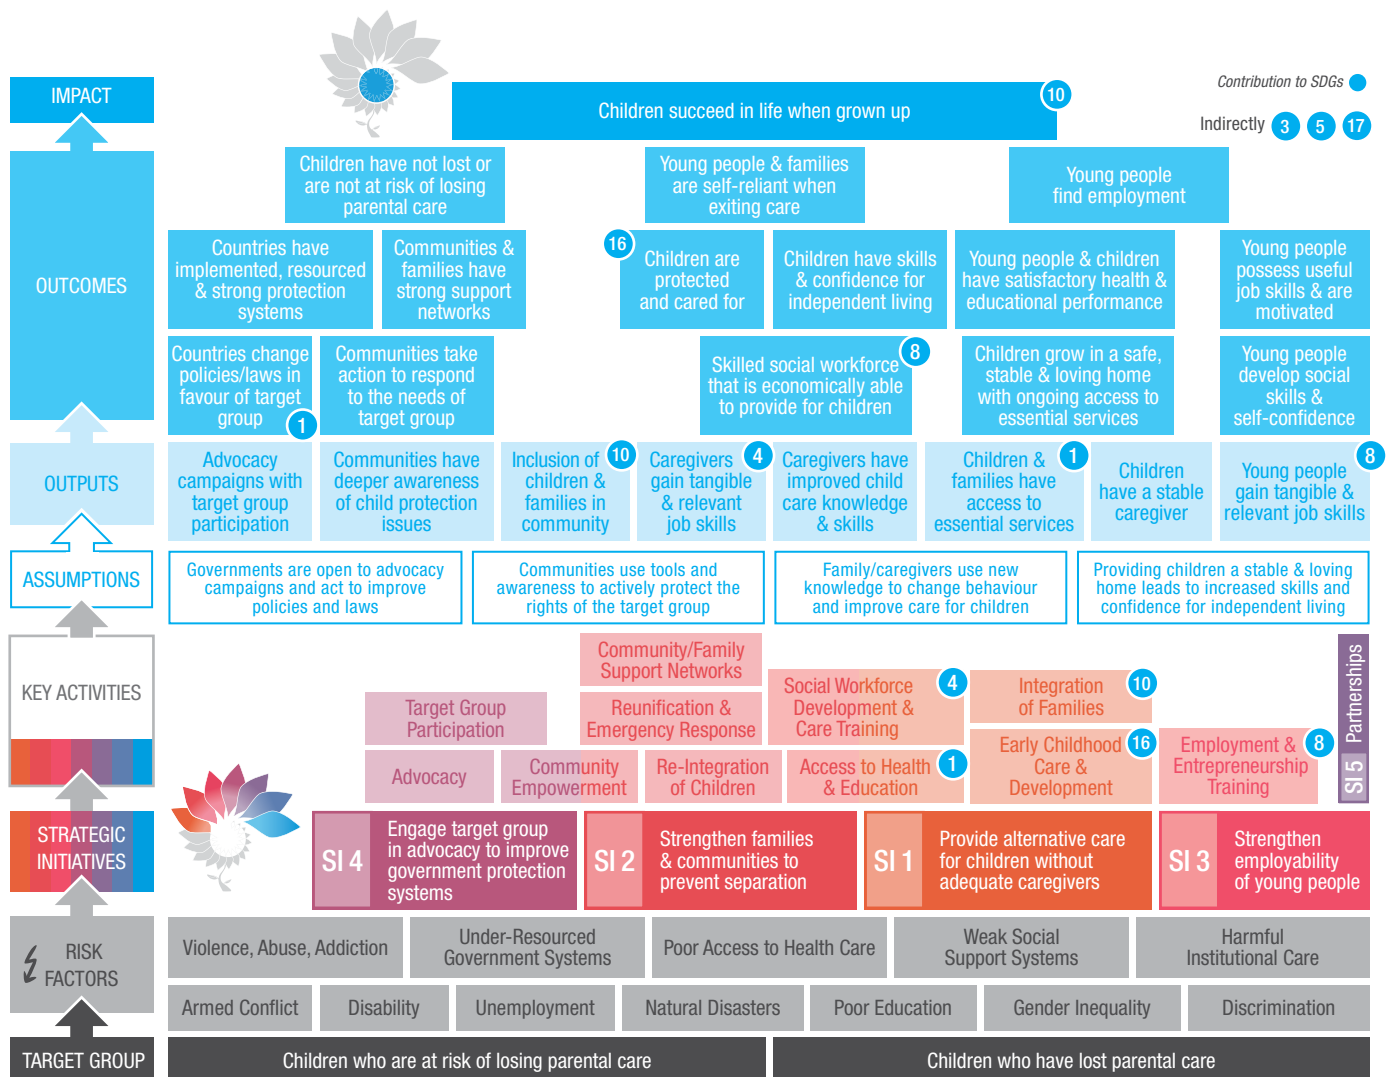 Contribution to SDGs
Indirectly 3 5 17
IMPACT
Children succeed in life when grown up
10
OUTCOMES
Children have not lost or
are not at risk of losing
parental care
Young people & families
are self-reliant when
exiting care
Young people
find employment
Countries have
implemented, resourced
& strong protection
systems
Communities &
families have
strong support
networks
16
Children are
protected
and cared for
Children have skills
& confidence for
independent living
Young people & children
have satisfactory health &
educational performance
Young people
possess useful
job skills & are
motivated
Countries change
policies/laws in
favour of target
group
1
Communities take
action to respond
to the needs of
target group
Skilled social workforce
that is economically able
to provide for children
8
Children grow in a safe,
stable & loving home
with ongoing access to
essential services
Young people
develop social
skills &
self-confidence
OUTPUTS
Advocacy
campaigns with
target group
participation
Communities have
deeper awareness
of child protection
issues
Inclusion of
children &
families in
community
10
Caregivers
gain tangible
& relevant
job skills
4
Caregivers have
improved child
care knowledge
& skills
Children &
families have
access to
essential services
1
Children
have a stable
caregiver
Young people
gain tangible &
relevant job skills
8
ASSUMPTIONS
Governments are open to advocacy
campaigns and act to improve
policies and laws
Communities use tools and
awareness to actively protect the
rights of the target group
Family/caregivers use new
knowledge to change behaviour
and improve care for children
Providing children a stable & loving
home leads to increased skills and
confidence for independent living
KEY ACTIVITIES
Community/Family
Support Networks
Target Group
Participation
Reunification &
Emergency Response
Social Workforce
Development &
Care Training
4
Integration
of Families
10
Advocacy
Community
Empowerment
Re-Integration
of Children
Access to Health
& Education
1
Early Childhood
Care &
Development
16
Employment &
Entrepreneurship
Training
8
SI 5 Partnerships
STRATEGIC
INITIATIVES
SI 4
Engage target group
in advocacy to improve
government protection
systems
SI 2
Strengthen families
& communities to
prevent separation
SI 1
Provide alternative care
for children without
adequate caregivers
SI 3
Strengthen
employability
of young people
RISK
FACTORS
Violence, Abuse, Addiction
Under-Resourced
Government Systems
Poor Access to Health Care
Weak Social
Support Systems
Harmful
Institutional Care
Armed Conflict
Disability
Unemployment
Natural Disasters
Poor Education
Gender Inequality
Discrimination
TARGET GROUP
Children who are at risk of losing parental care
Children who have lost parental care